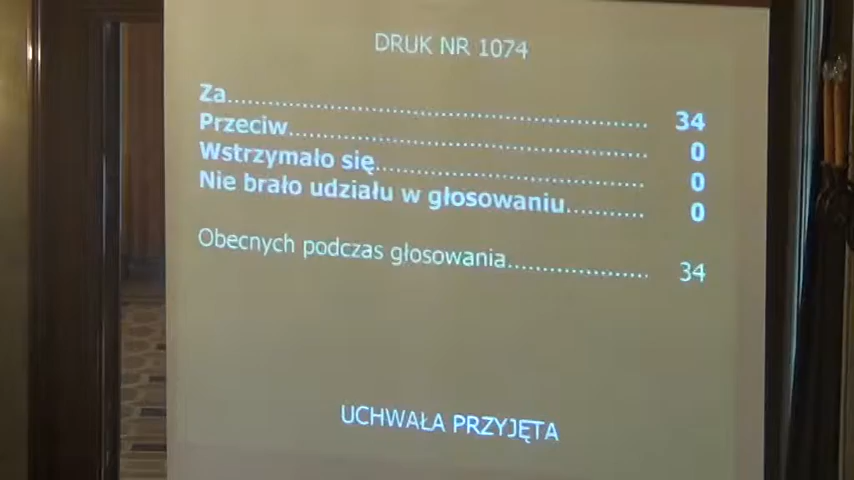 DRUK NR 1074
Za 34
Przeciw 0
Wstrzymało się 0
Nie brało udziału w głosowaniu 0
Obecnych podczas głosowania 34
UCHWAŁA PRZYJĘTA